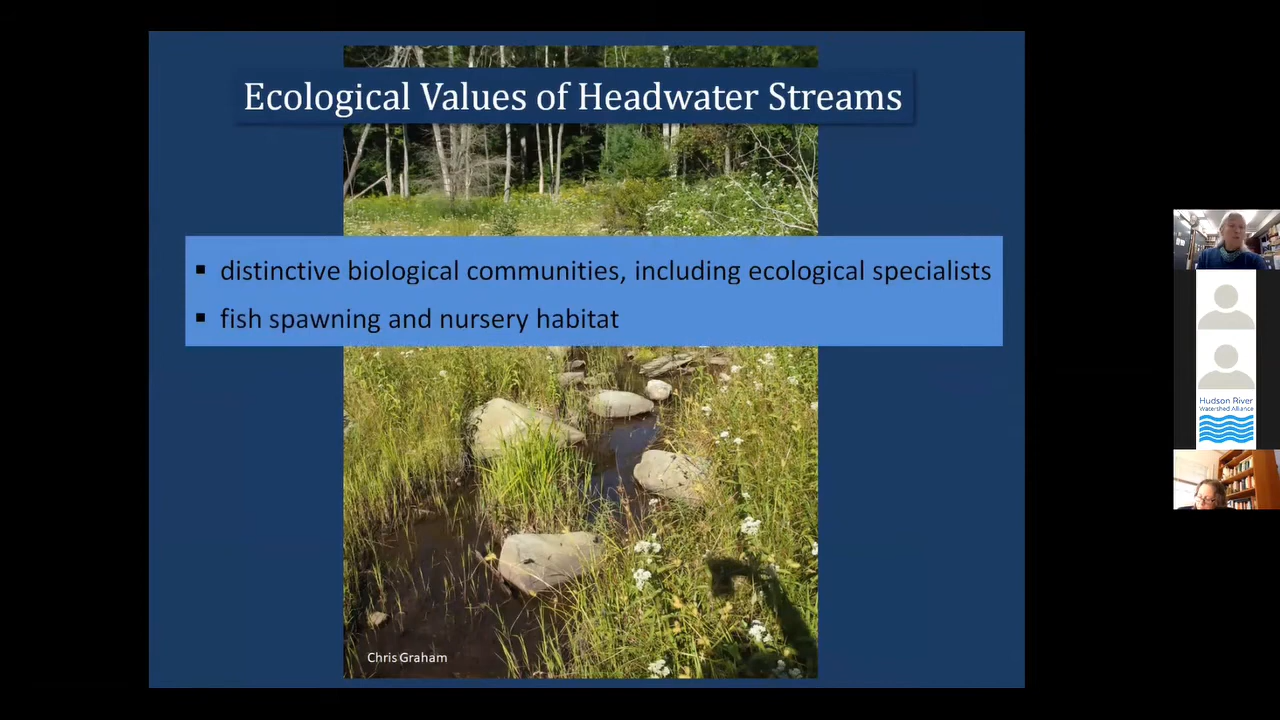 Ecological Values of Headwater Streams
▪ distinctive biological communities, including ecological specialists
▪ fish spawning and nursery habitat
Chris Graham
Hudson River
Watershed Alliance